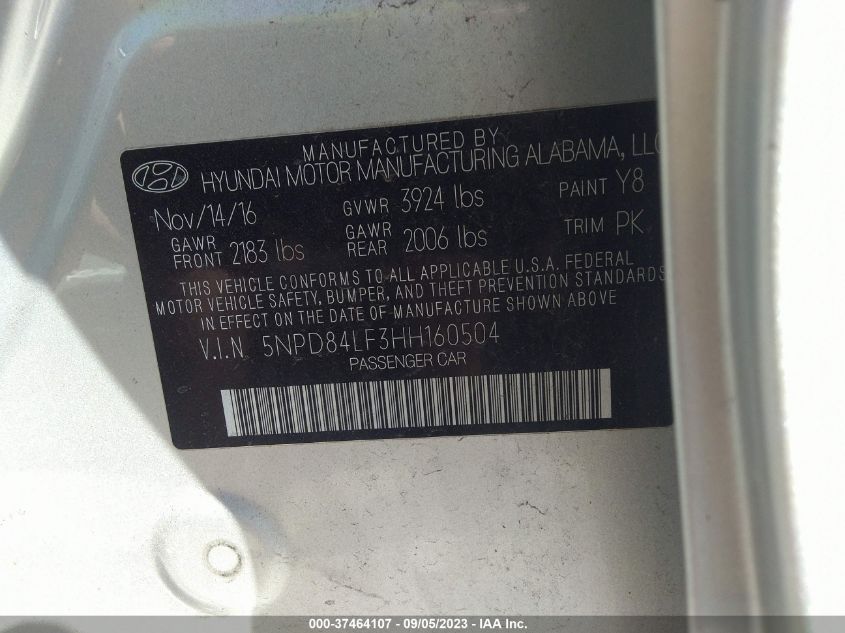 MANUFACTURED BY
HYUNDAI MOTOR MANUFACTURING ALABAMA, LLC
Nov/14/16 GVWR 3924 lbs PAINT Y8
GAWR FRONT 2183 lbs GAWR REAR 2006 lbs TRIM PK
THIS VEHICLE CONFORMS TO ALL APPLICABLE U.S.A. FEDERAL
MOTOR VEHICLE SAFETY, BUMPER, AND THEFT PREVENTION STANDARDS
IN EFFECT ON THE DATE OF MANUFACTURE SHOWN ABOVE
V.I.N. 5NPD84LF3HH160504
PASSENGER CAR
000-37464107 - 09/05/2023 - IAA Inc.